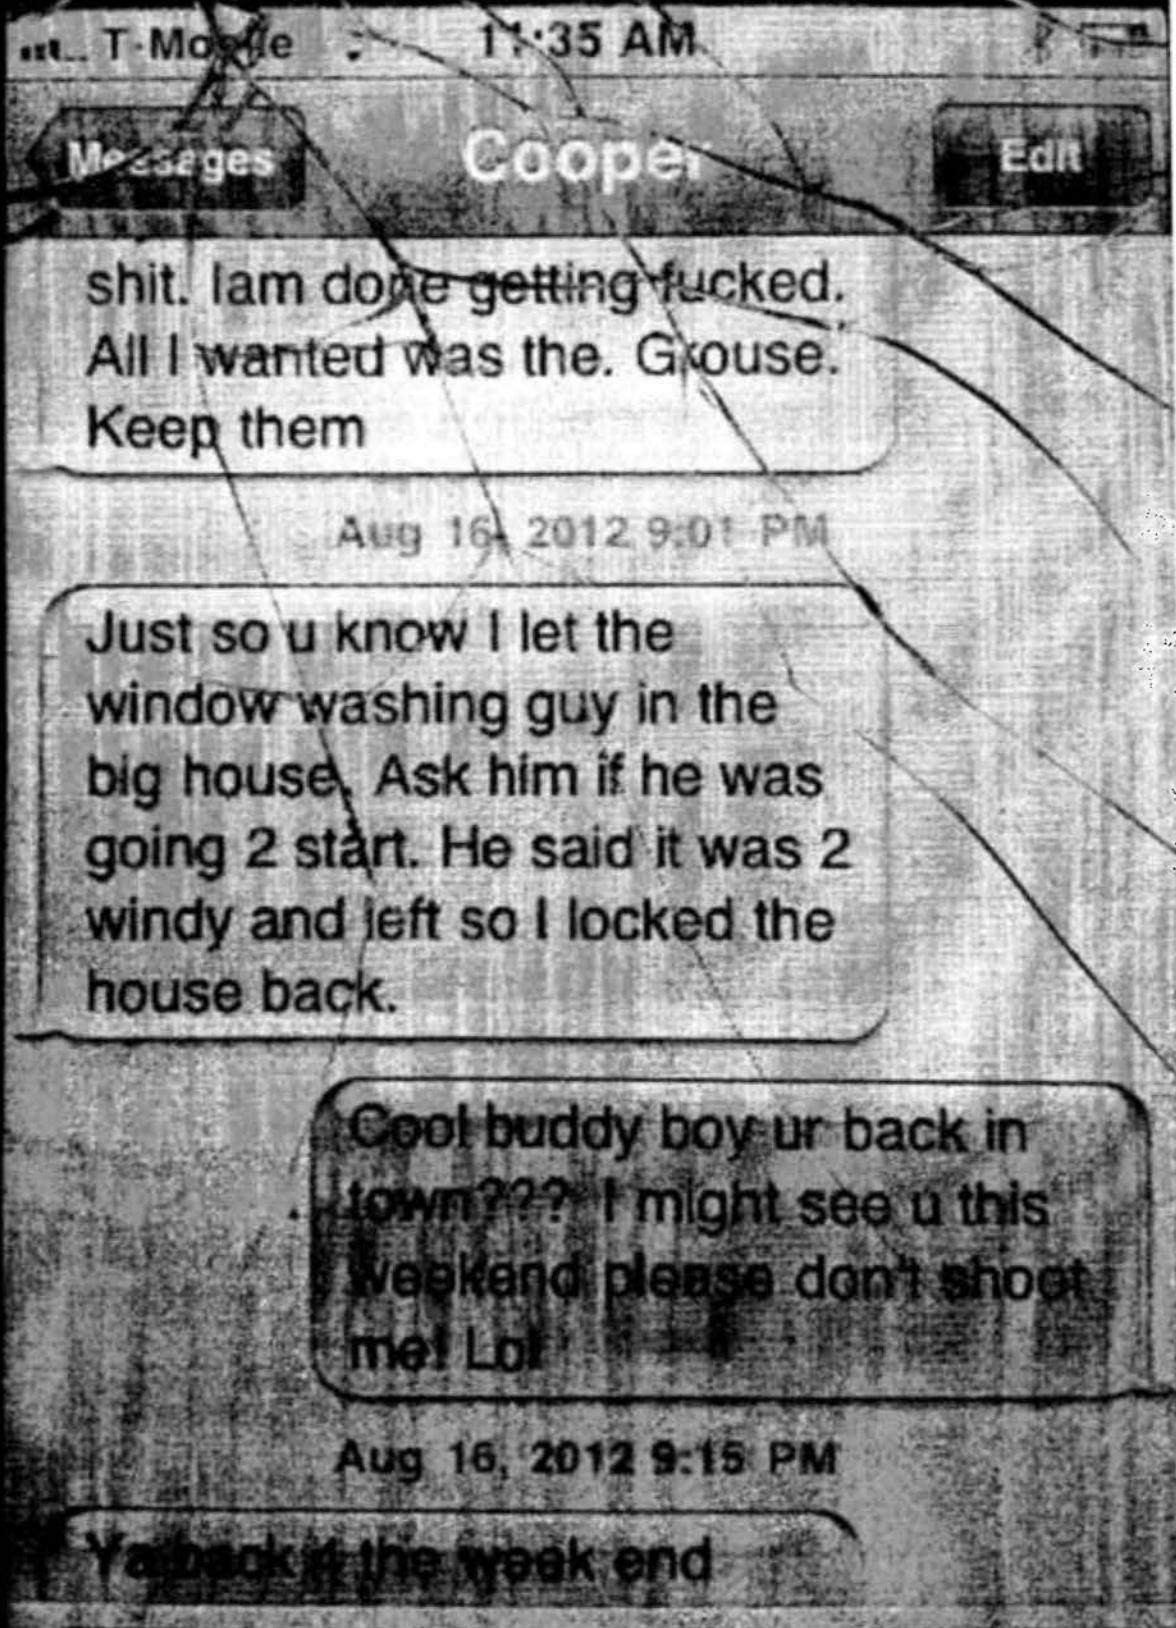 T-Mobile 11:35 AM
Messages Cooper Edit
shit. Iam done getting fucked.
All I wanted was the. Grouse.
Keep them
Aug 16, 2012 9:01 PM
Just so u know I let the
window washing guy in the
big house. Ask him if he was
going 2 start. He said it was 2
windy and left so I locked the
house back.
Cool buddy boy ur back in
town??? I might see u this
weekend please don't shoot
me! Lol
Aug 16, 2012 9:15 PM
Ya back 4 the week end